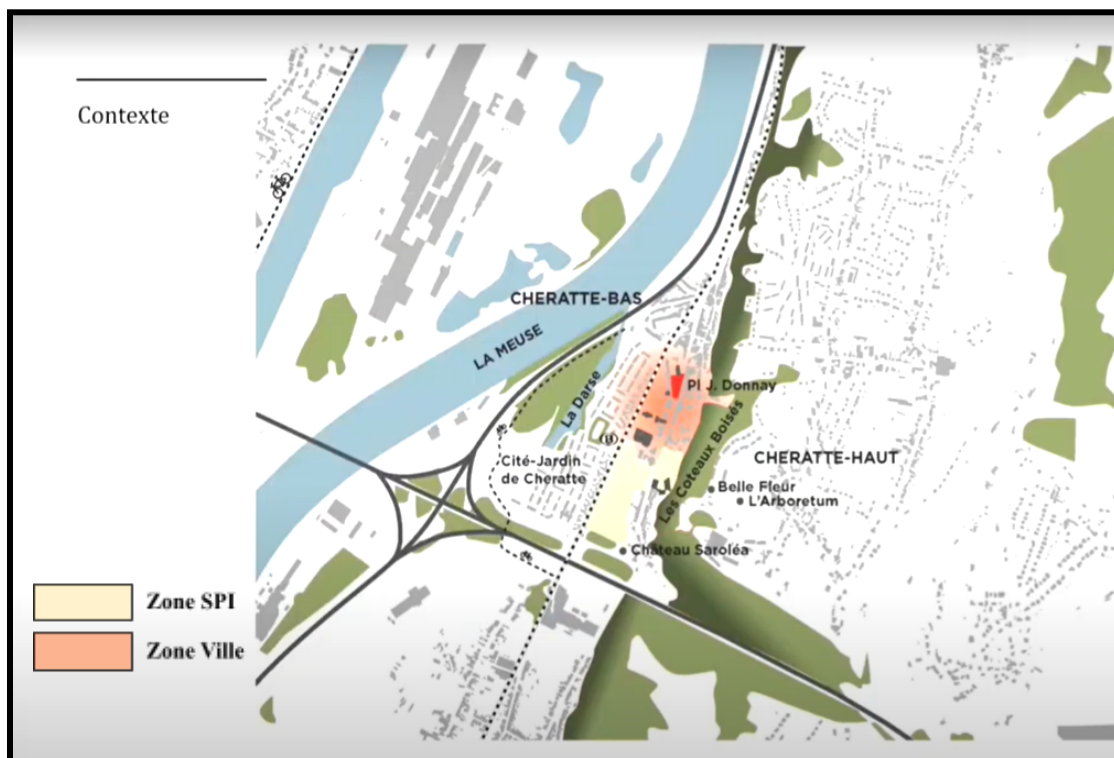 Contexte
CHERATTE-BAS
LA MEUSE
La Darse
Pl J. Donnay
Les Coteaux Boisés
CHERATTE-HAUT
Cité-Jardin
de Cheratte
Belle Fleur
L'Arboretum
Château Saroléa
Zone SPI
Zone Ville